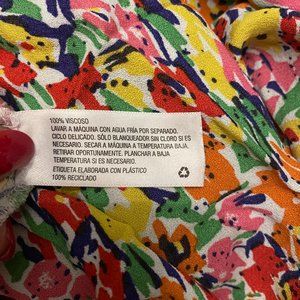 100% VISCOSO
LAVAR A MÁQUINA CON AGUA FRÍA POR SEPARADO.
CICLO DELICADO. SÓLO BLANQUEADOR SIN CLORO SI ES
NECESARIO. SECAR A MÁQUINA A TEMPERATURA BAJA.
RETIRAR OPORTUNAMENTE. PLANCHAR A BAJA
TEMPERATURA SI ES NECESARIO.
ETIQUETA ELABORADA CON PLÁSTICO
100% RECICLADO